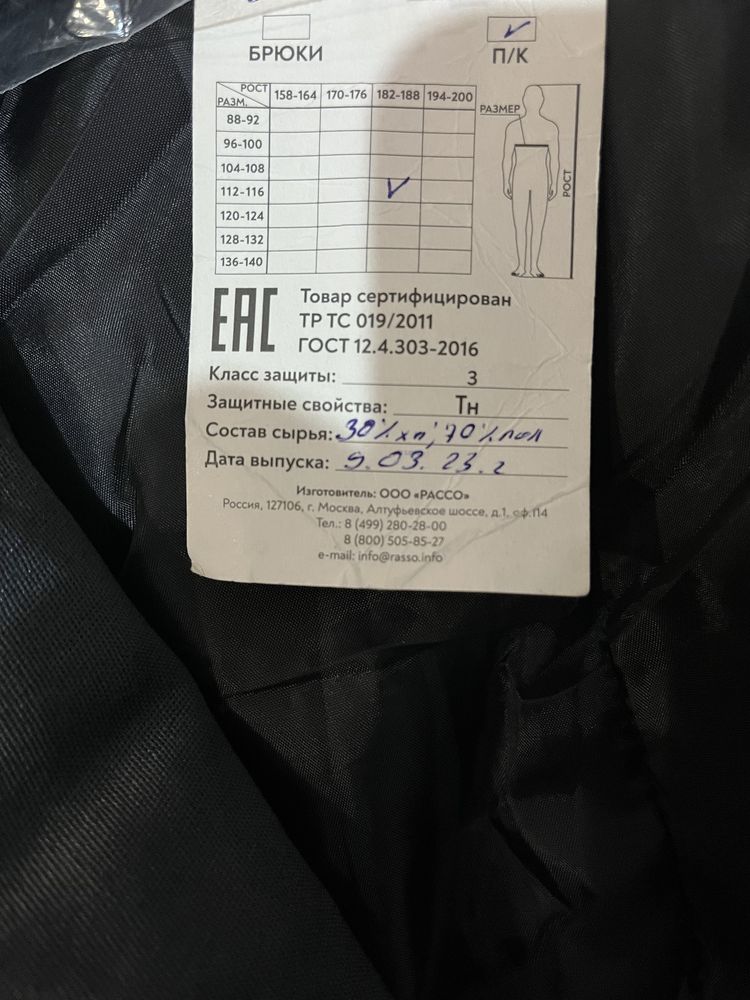 БРЮКИ П/К
РОСТ 158-164 170-176 182-188 194-200
РАЗМ.
88-92
96-100
104-108
112-116
120-124
128-132
136-140
РАЗМЕР
РОСТ
ЕАС
Товар сертифицирован
ТР ТС 019/2011
ГОСТ 12.4.303-2016
Класс защиты: 3
Защитные свойства: Тн
Состав сырья: 30% хл, 70% пол
Дата выпуска: 9.03.23.г
Изготовитель: ООО «РАССО»
Россия, 127106, г. Москва, Алтуфьевское шоссе, д.1, оф.П4
Тел.: 8 (499) 280-28-00
8 (800) 505-85-27
e-mail: info@rasso.info